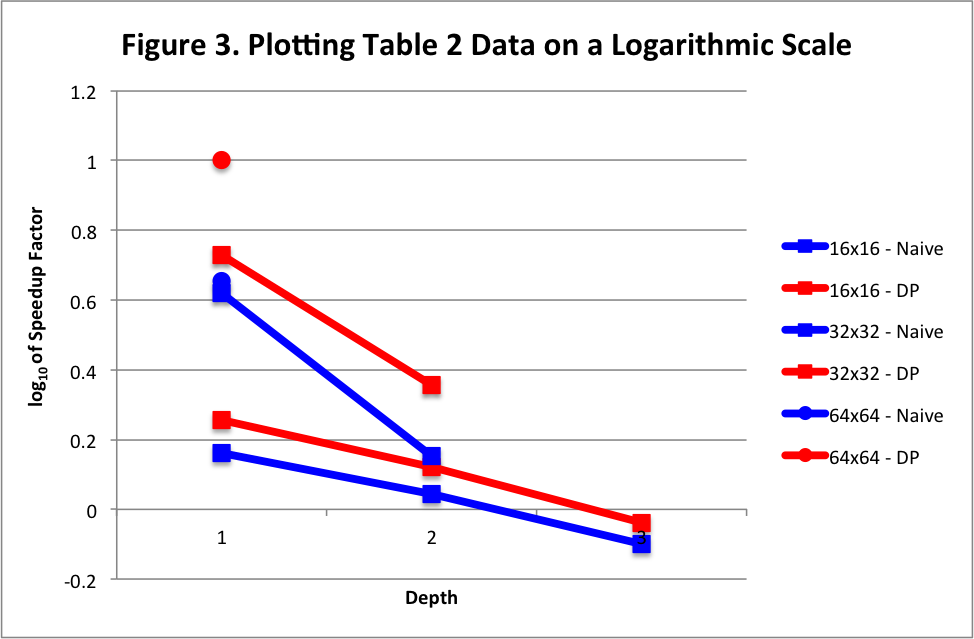 Figure 3. Plotting Table 2 Data on a Logarithmic Scale
1.2
1
0.8
0.6
0.4
0.2
0
-0.2
log₁₀ of Speedup Factor
1 2 3
Depth
16x16 - Naive
16x16 - DP
32x32 - Naive
32x32 - DP
64x64 - Naive
64x64 - DP